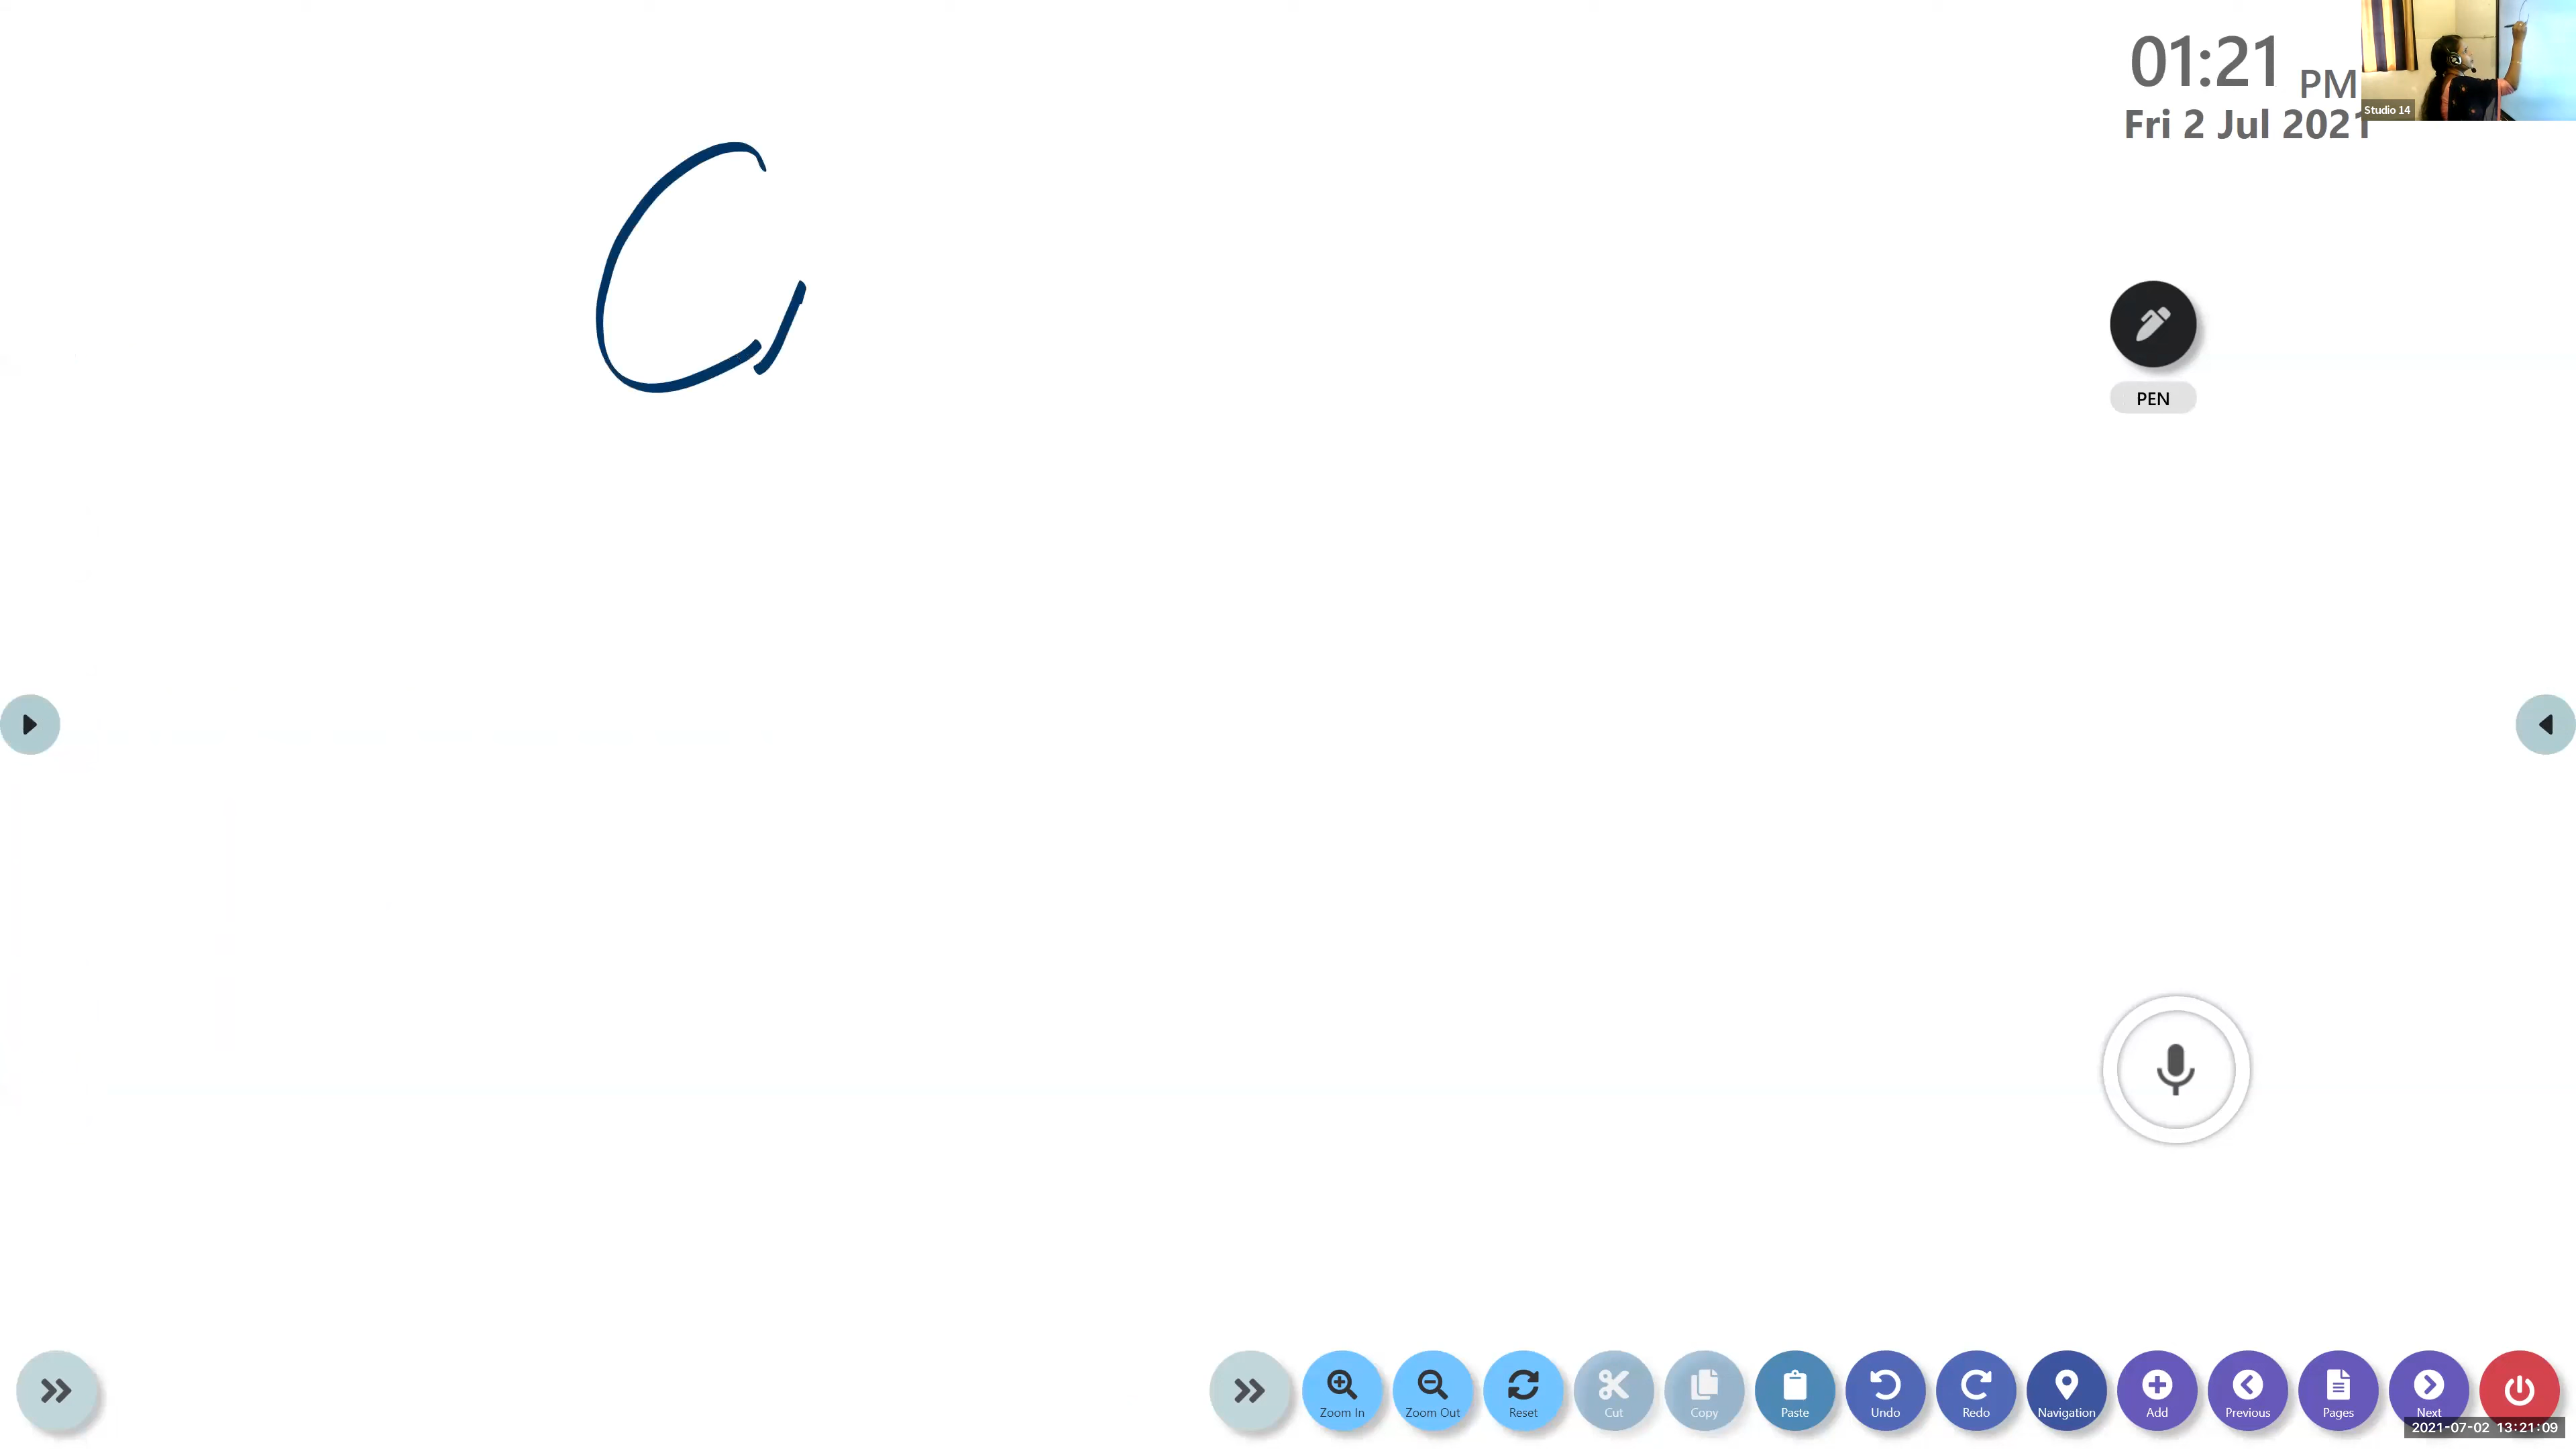 01:21 PM
Fri 2 Jul 2021
Studio 14
C
PEN
Zoom In
Zoom Out
Reset
Cut
Copy
Paste
Undo
Redo
Navigation
Add
Previous
Pages
Next
2021-07-02 13:21:09